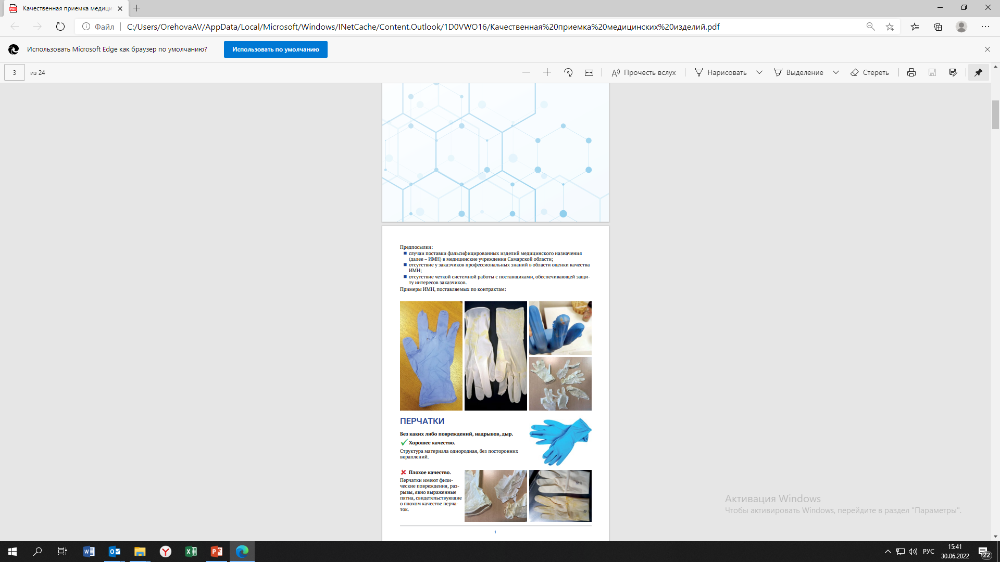 Качественная приемка медици
Файл
C:/Users/OrehovaAV/AppData/Local/Microsoft/Windows/INetCache/Content.Outlook/1D0VWO16/Качественная%20приемка%20медицинских%20изделий.pdf
Использовать Microsoft Edge как браузер по умолчанию?
Использовать по умолчанию
3 из 24
Прочесть вслух
Нарисовать
Выделение
Стереть
Предпосылки:
случаи поставки фальсифицированных изделий медицинского назначения
(далее – ИМН) в медицинские учреждения Самарской области;
отсутствие у заказчиков профессиональных знаний в области оценки качества
ИМН;
отсутствие четкой системной работы с поставщиками, обеспечивающей защи-
ту интересов заказчиков.
Примеры ИМН, поставляемых по контрактам:
ПЕРЧАТКИ
Без каких либо повреждений, надрывов, дыр.
Хорошее качество.
Структура материала однородная, без посторонних
вкраплений.
Плохое качество.
Перчатки имеют физи-
ческие повреждения, раз-
рывы, явно выраженные
пятна, свидетельствующие
о плохом качестве перча-
ток.
1
Активация Windows
Чтобы активировать Windows, перейдите в раздел "Параметры".
РУС
15:41
30.06.2022
22